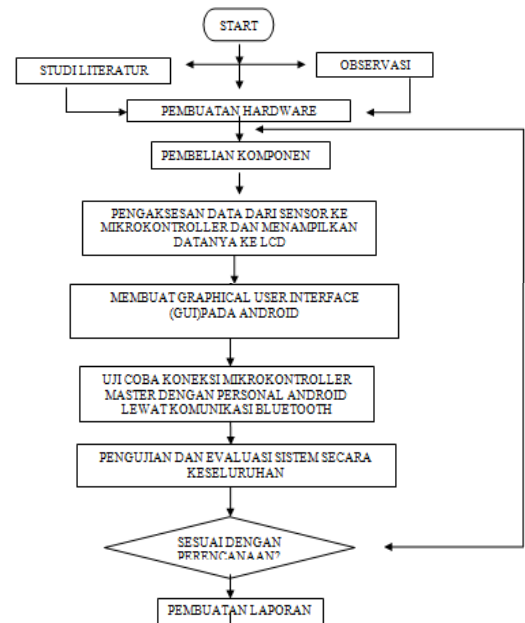 START
STUDI LITERATUR
OBSERVASI
PEMBUATAN HARDWARE
PEMBELIAN KOMPONEN
PENGAKSESAN DATA DARI SENSOR KE
MIKROKONTROLLER DAN MENAMPILKAN
DATANYA KE LCD
MEMBUAT GRAPHICAL USER INTERFACE
(GUI)PADA ANDROID
UJI COBA KONEKSI MIKROKONTROLLER
MASTER DENGAN PERSONAL ANDROID
LEWAT KOMUNIKASI BLUETOOTH
PENGUJIAN DAN EVALUASI SISTEM SECARA
KESELURUHAN
SESUAI DENGAN
PERENCANAAN?
PEMBUATAN LAPORAN